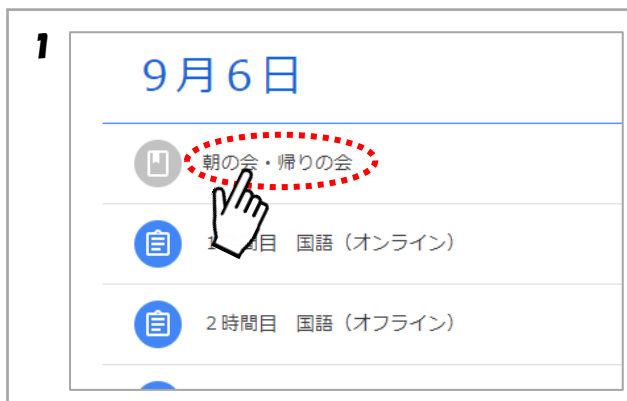 1
9月6日
朝の会・帰りの会
1時間目 国語（オンライン）
2時間目 国語（オフライン）